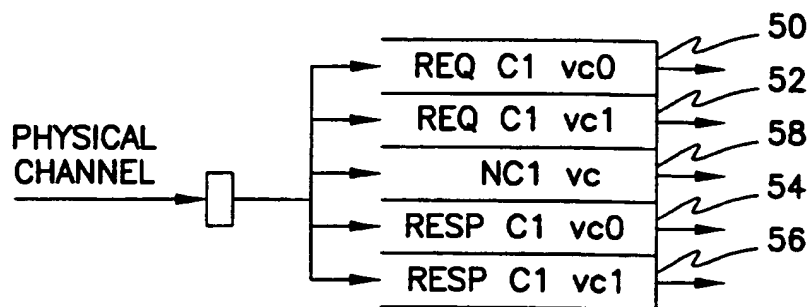 50
REQ C1 vc0
52
REQ C1 vc1
58
PHYSICAL
CHANNEL
NC1 vc
54
RESP C1 vc0
56
RESP C1 vc1